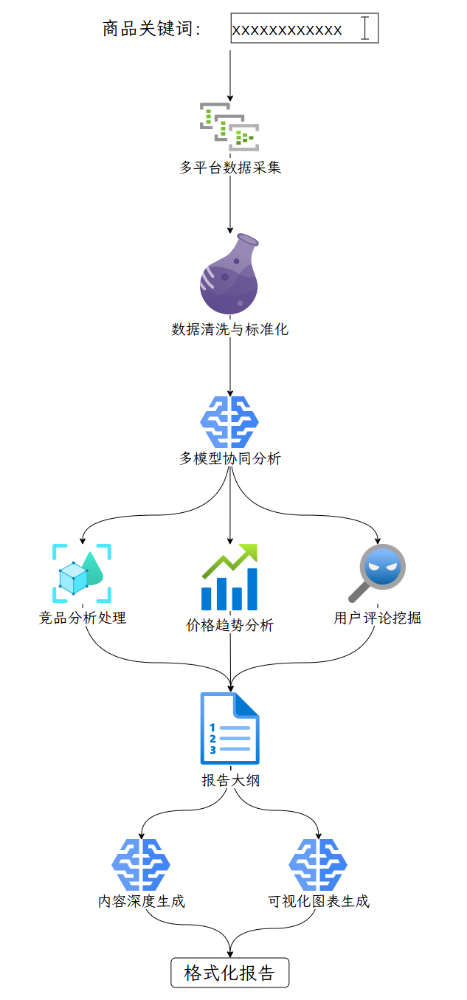 商品关键词： xxxxxxxxxxxx
多平台数据采集
数据清洗与标准化
多模型协同分析
竞品分析处理
价格趋势分析
用户评论挖掘
1
2
3
报告大纲
内容深度生成
可视化图表生成
格式化报告